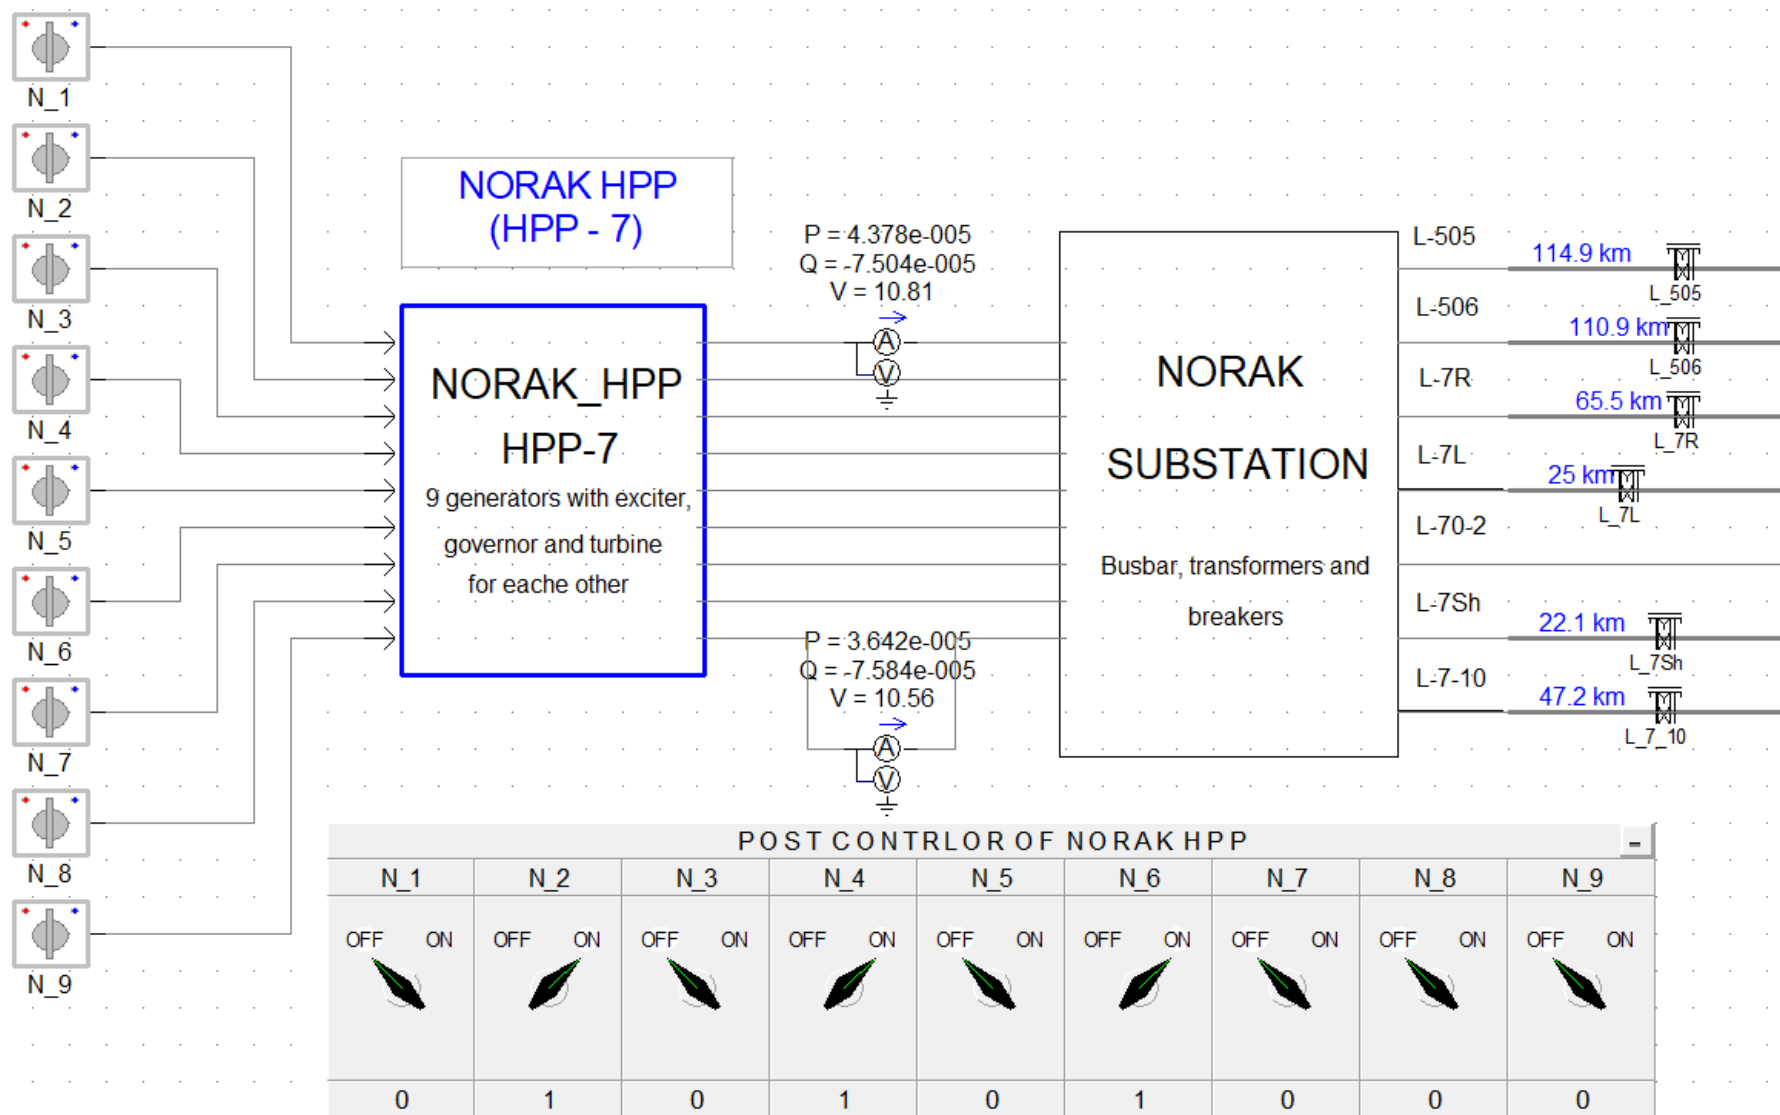 N_1
N_2
N_3
N_4
N_5
N_6
N_7
N_8
N_9
NORAK HPP
(HPP - 7)
NORAK_HPP
HPP-7
9 generators with exciter,
governor and turbine
for eache other
P = 4.378e-005
Q = -7.504e-005
V = 10.81
A
V
P = 3.642e-005
Q = -7.584e-005
V = 10.56
A
V
NORAK
SUBSTATION
Busbar, transformers and
breakers
L-505
114.9 km
L_505
L-506
110.9 km
L_506
L-7R
65.5 km
L_7R
L-7L
25 km
L_7L
L-70-2
L-7Sh
22.1 km
L_7Sh
L-7-10
47.2 km
L_7_10
POST CONTRLOR OF NORAK HPP
N_1 N_2 N_3 N_4 N_5 N_6 N_7 N_8 N_9
OFF ON OFF ON OFF ON OFF ON OFF ON OFF ON OFF ON OFF ON OFF ON
0 1 0 1 0 1 0 0 0